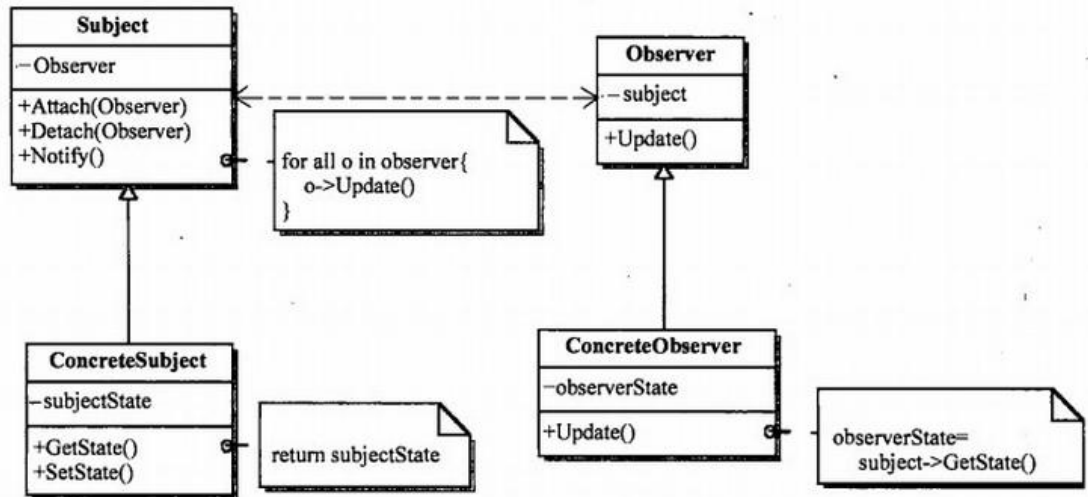 Subject
−Observer
+Attach(Observer)
+Detach(Observer)
+Notify()
for all o in observer{
o->Update()
}
Observer
−subject
+Update()
ConcreteSubject
−subjectState
+GetState()
+SetState()
return subjectState
ConcreteObserver
−observerState
+Update()
observerState=
subject->GetState()